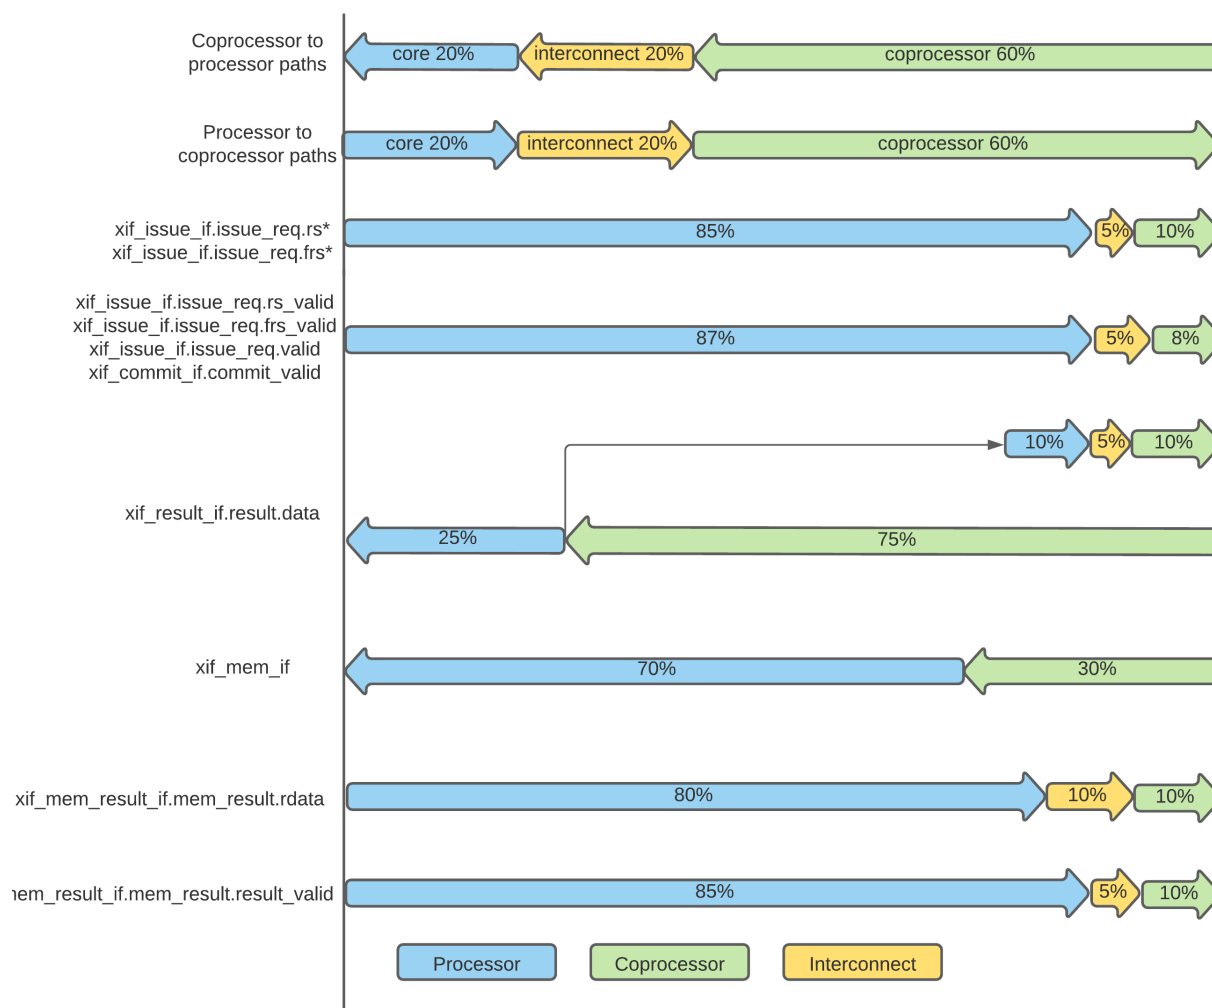 Coprocessor to
processor paths
core 20%
interconnect 20%
coprocessor 60%
Processor to
coprocessor paths
core 20%
interconnect 20%
coprocessor 60%
xif_issue_if.issue_req.rs*
xif_issue_if.issue_req.frs*
85%
5%
10%
xif_issue_if.issue_req.rs_valid
xif_issue_if.issue_req.frs_valid
xif_issue_if.issue_req.valid
xif_commit_if.commit_valid
87%
5%
8%
10%
5%
10%
xif_result_if.result.data
25%
75%
xif_mem_if
70%
30%
xif_mem_result_if.mem_result.rdata
80%
10%
10%
mem_result_if.mem_result.result_valid
85%
5%
10%
Processor
Coprocessor
Interconnect